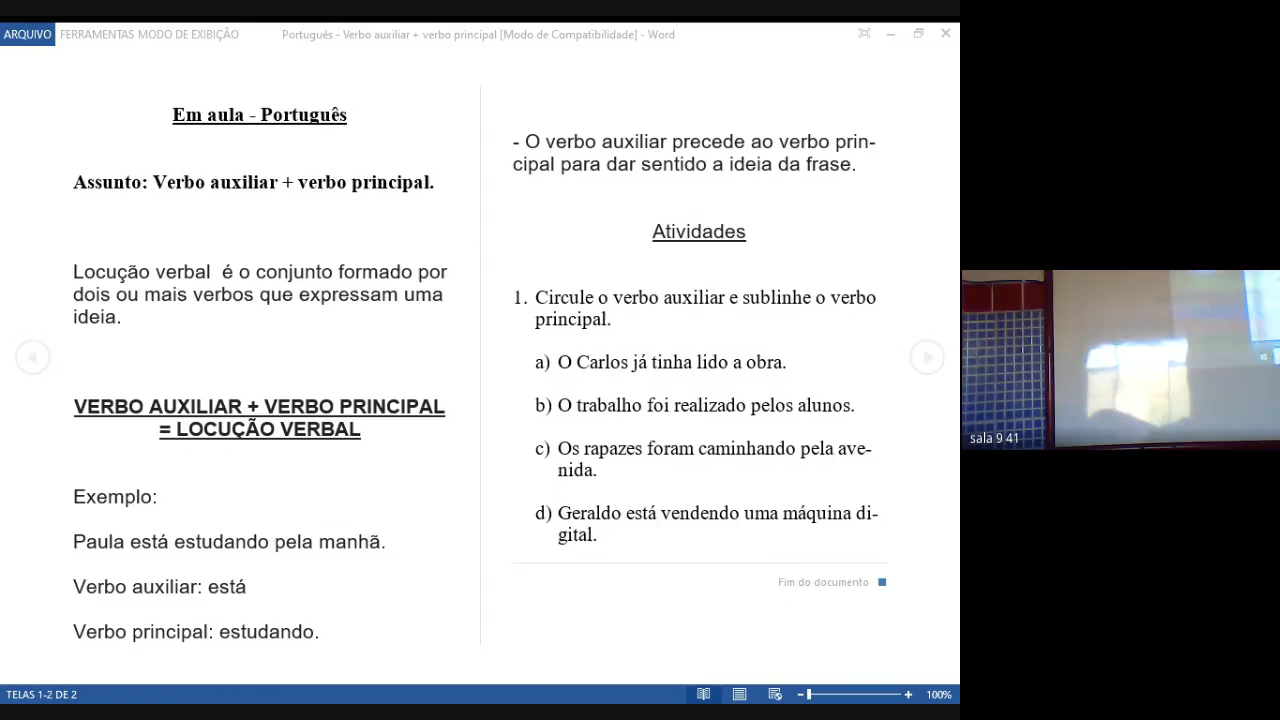 ARQUIVO FERRAMENTAS MODO DE EXIBIÇÃO Português - Verbo auxiliar + verbo principal [Modo de Compatibilidade] - Word
Em aula - Português
Assunto: Verbo auxiliar + verbo principal.
Locução verbal é o conjunto formado por
dois ou mais verbos que expressam uma
ideia.
VERBO AUXILIAR + VERBO PRINCIPAL
= LOCUÇÃO VERBAL
Exemplo:
Paula está estudando pela manhã.
Verbo auxiliar: está
Verbo principal: estudando.
- O verbo auxiliar precede ao verbo prin-
cipal para dar sentido a ideia da frase.
Atividades
1. Circule o verbo auxiliar e sublinhe o verbo
principal.
a) O Carlos já tinha lido a obra.
b) O trabalho foi realizado pelos alunos.
c) Os rapazes foram caminhando pela ave-
nida.
d) Geraldo está vendendo uma máquina di-
gital.
Fim do documento
TELAS 1-2 DE 2
100%
sala 9 41